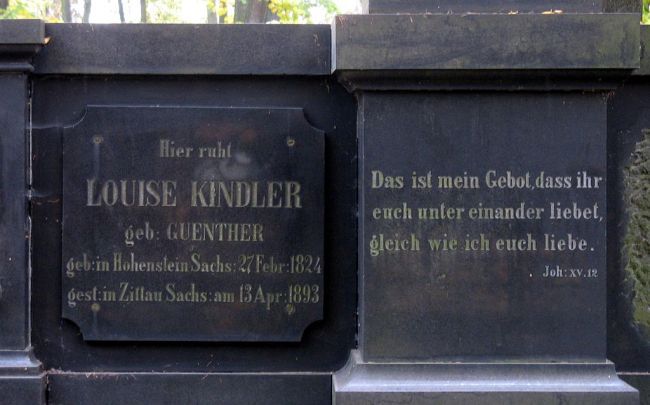 Hier ruht
LOUISE KINDLER
geb: GUENTHER
geb: in Hohenstein Sachs: 27 Febr: 1824
gest: in Zittau Sachs: am 13 Apr: 1893
Das ist mein Gebot, dass ihr
euch unter einander liebet,
gleich wie ich euch liebe.
Joh: XV. 12